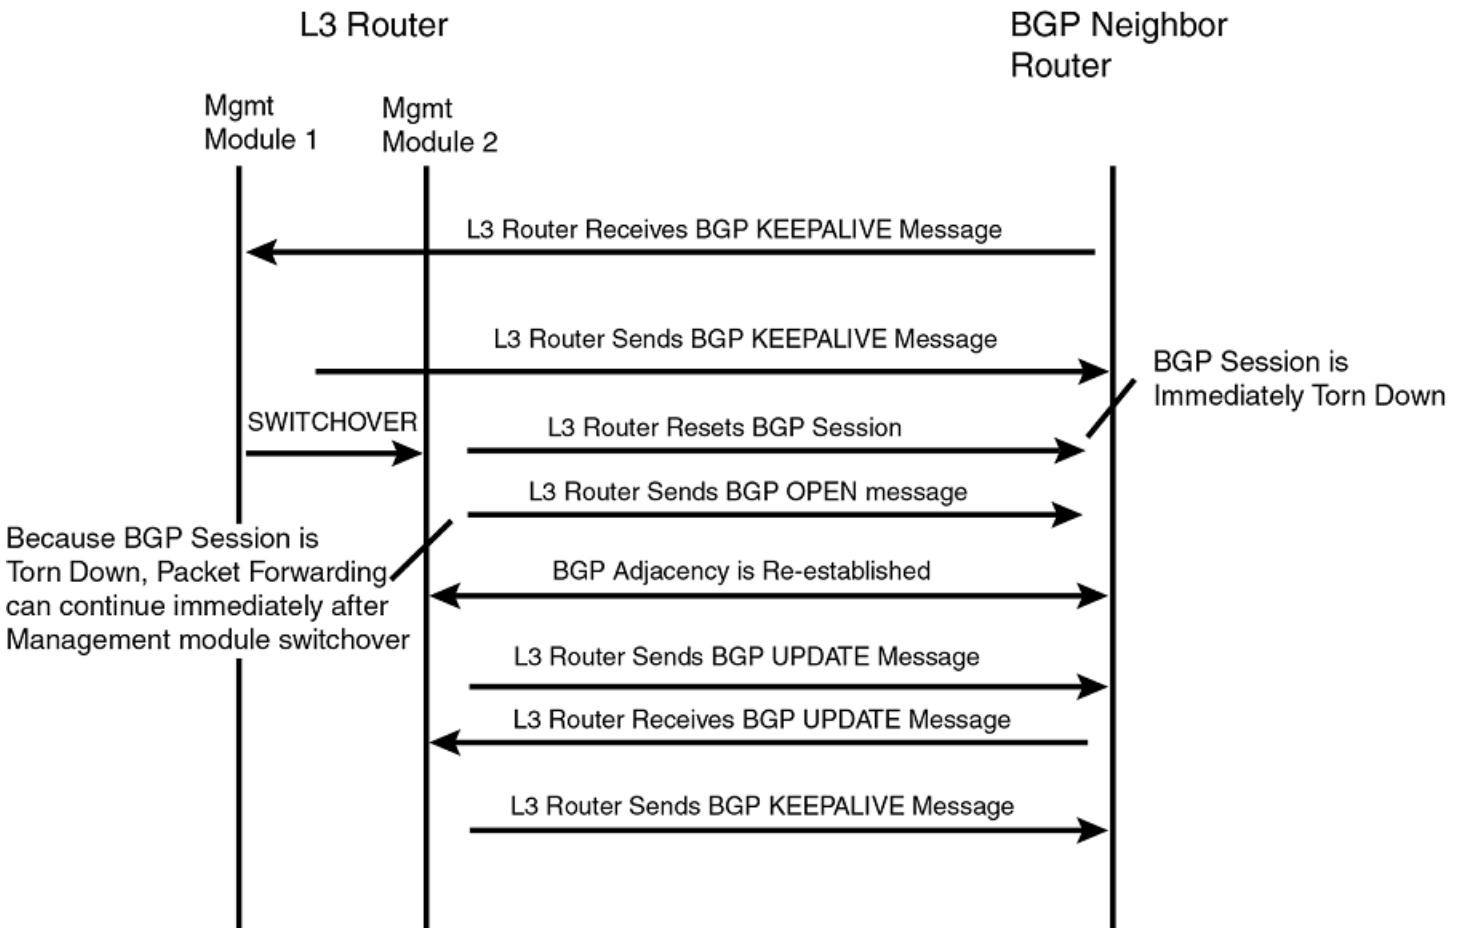 L3 Router
BGP Neighbor
Router
Mgmt
Module 1
Mgmt
Module 2
L3 Router Receives BGP KEEPALIVE Message
L3 Router Sends BGP KEEPALIVE Message
BGP Session is
Immediately Torn Down
SWITCHOVER
L3 Router Resets BGP Session
L3 Router Sends BGP OPEN message
Because BGP Session is
Torn Down, Packet Forwarding
can continue immediately after
Management module switchover
BGP Adjacency is Re-established
L3 Router Sends BGP UPDATE Message
L3 Router Receives BGP UPDATE Message
L3 Router Sends BGP KEEPALIVE Message